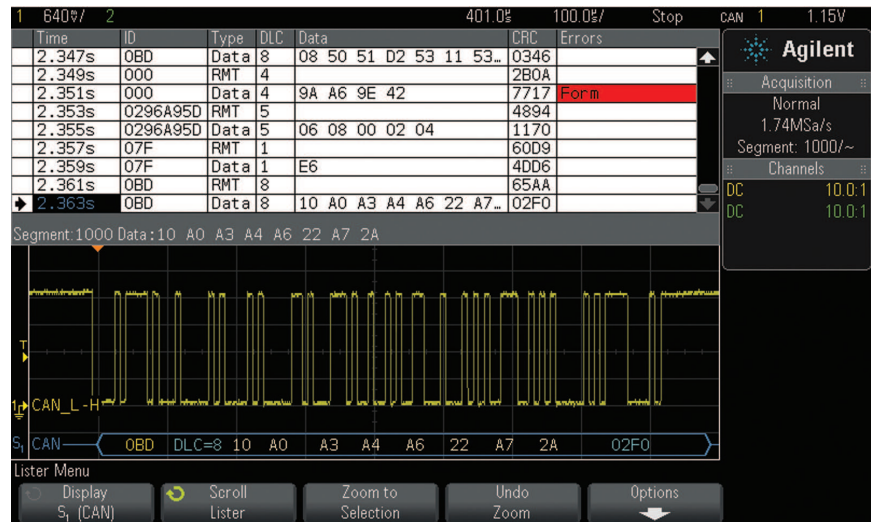 1 640⅟/ 2 401.0㎲ 100.0㎲/ Stop CAN 1 1.15V
Time ID Type DLC Data CRC Errors
2.347s 0BD Data 8 08 50 51 D2 53 11 53… 0346
2.349s 000 RMT 4 2B0A
2.351s 000 Data 4 9A A6 9E 42 7717 Form
2.353s 0296A95D RMT 5 4894
2.355s 0296A95D Data 5 06 08 00 02 04 1170
2.357s 07F RMT 1 60D9
2.359s 07F Data 1 E6 4DD6
2.361s 0BD RMT 8 65AA
2.363s 0BD Data 8 10 A0 A3 A4 A6 22 A7… 02F0
Agilent
Acquisition
Normal
1.74MSa/s
Segment: 1000/~
Channels
DC 10.0:1
DC 10.0:1
Segment:1000 Data:10 A0 A3 A4 A6 22 A7 2A
T
1 CAN_L-H
S₁ CAN 0BD DLC=8 10 A0 A3 A4 A6 22 A7 2A 02F0
Lister Menu
Display
S₁ (CAN)
Scroll
Lister
Zoom to
Selection
Undo
Zoom
Options